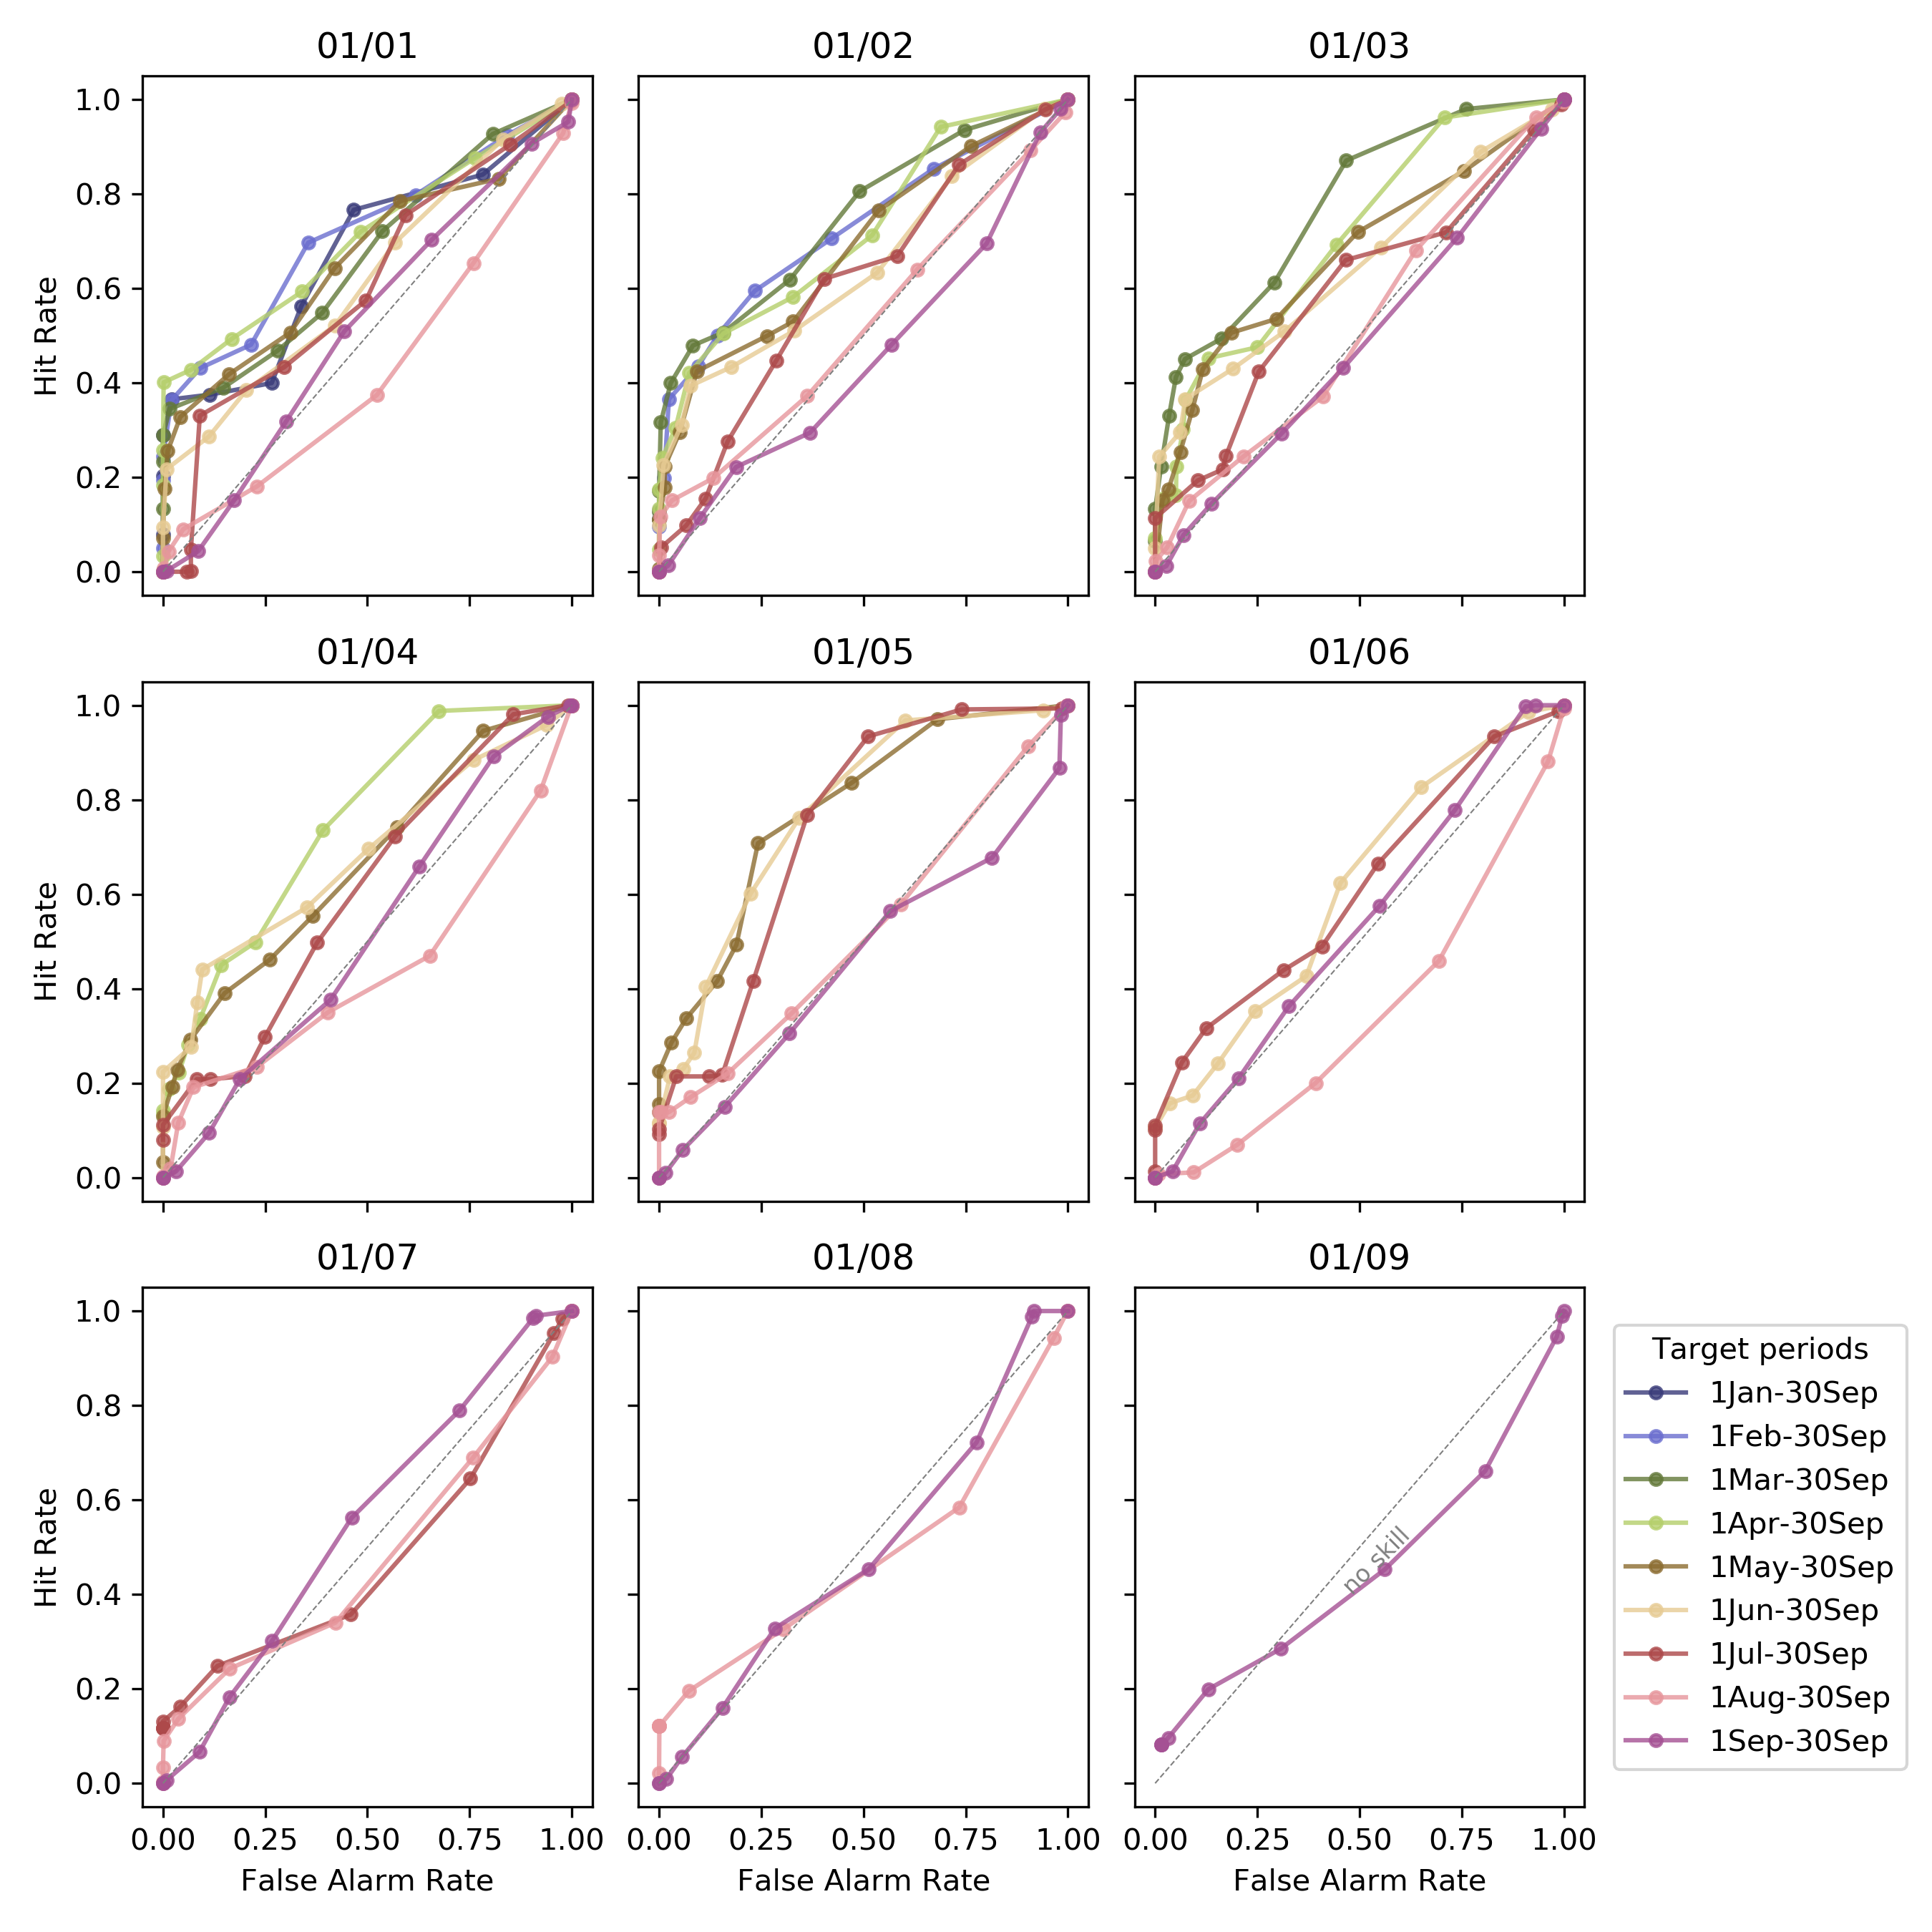 01/01
01/02
01/03
1.0
0.8
0.6
0.4
0.2
0.0
Hit Rate
01/04
01/05
01/06
1.0
0.8
0.6
0.4
0.2
0.0
Hit Rate
01/07
01/08
01/09
1.0
0.8
0.6
0.4
0.2
0.0
Hit Rate
no skill
0.00 0.25 0.50 0.75 1.00
0.00 0.25 0.50 0.75 1.00
0.00 0.25 0.50 0.75 1.00
False Alarm Rate
False Alarm Rate
False Alarm Rate
Target periods
1Jan-30Sep
1Feb-30Sep
1Mar-30Sep
1Apr-30Sep
1May-30Sep
1Jun-30Sep
1Jul-30Sep
1Aug-30Sep
1Sep-30Sep